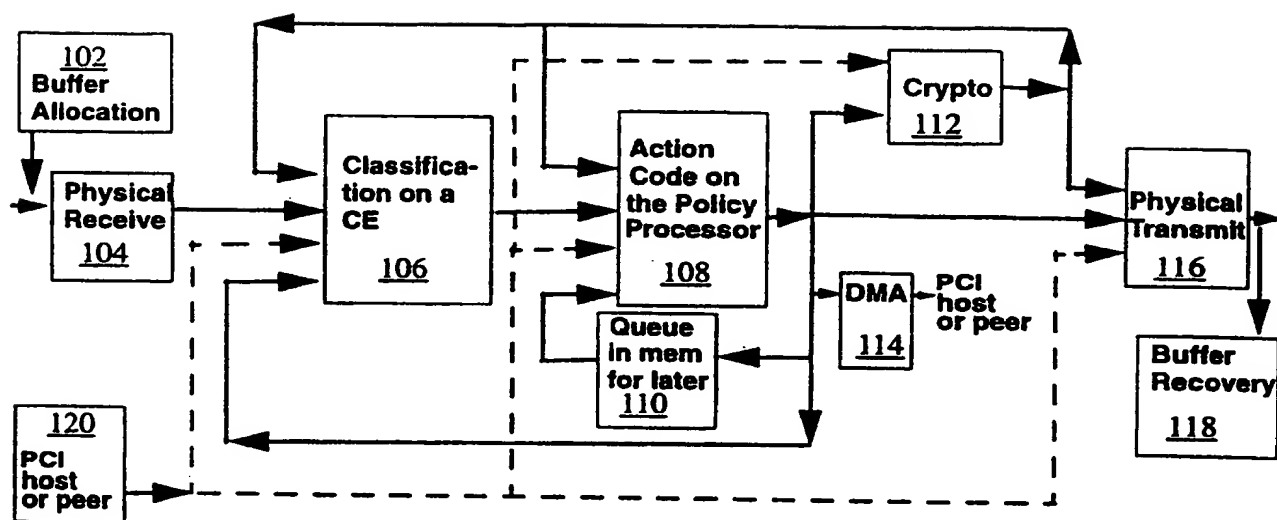 102
Buffer
Allocation
Physical
Receive
104
Classifica-
tion on a
CE
106
Action
Code on
the Policy
Processor
108
Queue
in mem
for later
110
Crypto
112
DMA
114
PCI
host
or peer
Physical
Transmit
116
Buffer
Recovery
118
120
PCI
host
or peer